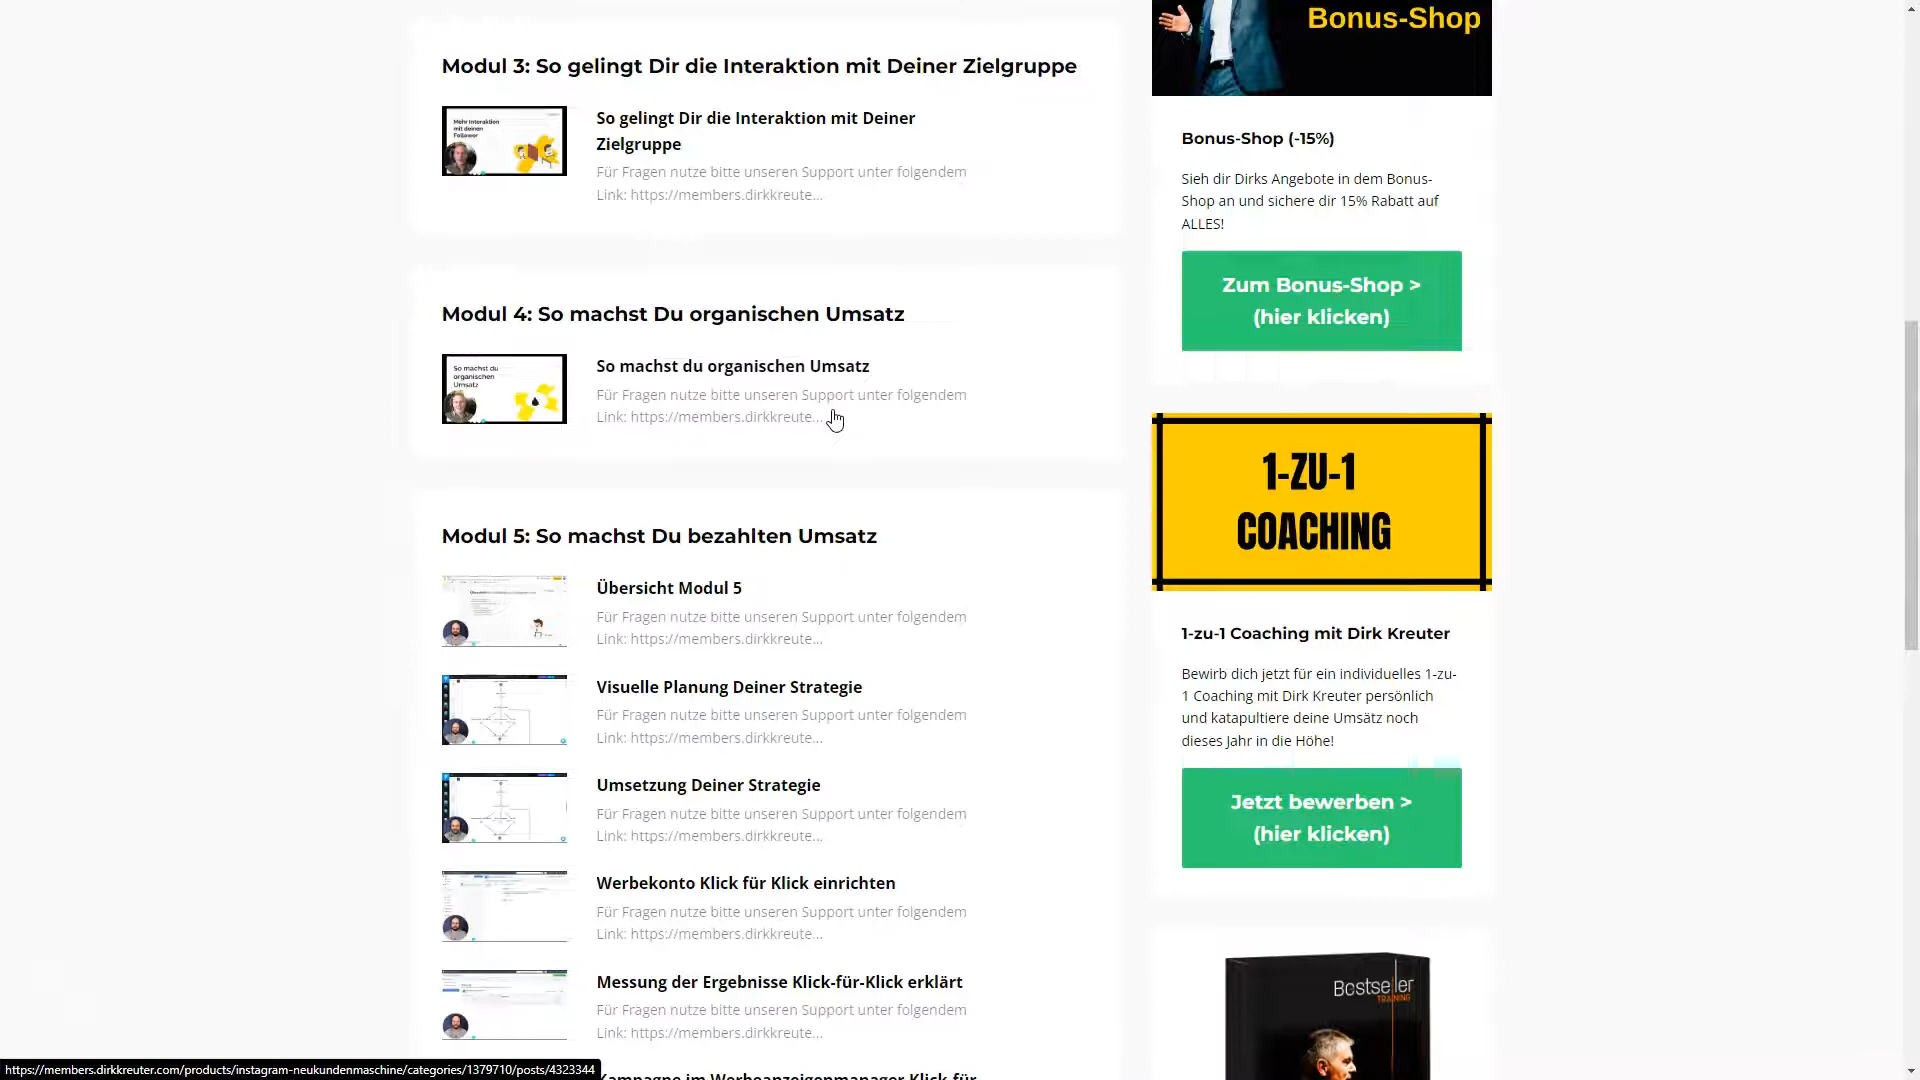 Modul 3: So gelingt Dir die Interaktion mit Deiner Zielgruppe
Mehr Interaktion
mit deinen
Follower
So gelingt Dir die Interaktion mit Deiner
Zielgruppe
Für Fragen nutze bitte unseren Support unter folgendem
Link: https://members.dirkkreute...
Modul 4: So machst Du organischen Umsatz
So machst du
organischen
Umsatz
So machst du organischen Umsatz
Für Fragen nutze bitte unseren Support unter folgendem
Link: https://members.dirkkreute...
Modul 5: So machst Du bezahlten Umsatz
Übersicht Modul 5
Für Fragen nutze bitte unseren Support unter folgendem
Link: https://members.dirkkreute...
Visuelle Planung Deiner Strategie
Für Fragen nutze bitte unseren Support unter folgendem
Link: https://members.dirkkreute...
Umsetzung Deiner Strategie
Für Fragen nutze bitte unseren Support unter folgendem
Link: https://members.dirkkreute...
Werbekonto Klick für Klick einrichten
Für Fragen nutze bitte unseren Support unter folgendem
Link: https://members.dirkkreute...
Messung der Ergebnisse Klick-für-Klick erklärt
Für Fragen nutze bitte unseren Support unter folgendem
Link: https://members.dirkkreute...
Kampagne im Werbeanzeigenmanager Klick-für
Bonus-Shop
Bonus-Shop (-15%)
Sieh dir Dirks Angebote in dem Bonus-
Shop an und sichere dir 15% Rabatt auf
ALLES!
Zum Bonus-Shop >
(hier klicken)
1-ZU-1
COACHING
1-zu-1 Coaching mit Dirk Kreuter
Bewirb dich jetzt für ein individuelles 1-zu-
1 Coaching mit Dirk Kreuter persönlich
und katapultiere deine Umsätz noch
dieses Jahr in die Höhe!
Jetzt bewerben >
(hier klicken)
Bestseller
TRAINING
https://members.dirkkreuter.com/products/instagram-neukundenmaschine/categories/1379710/posts/4323344